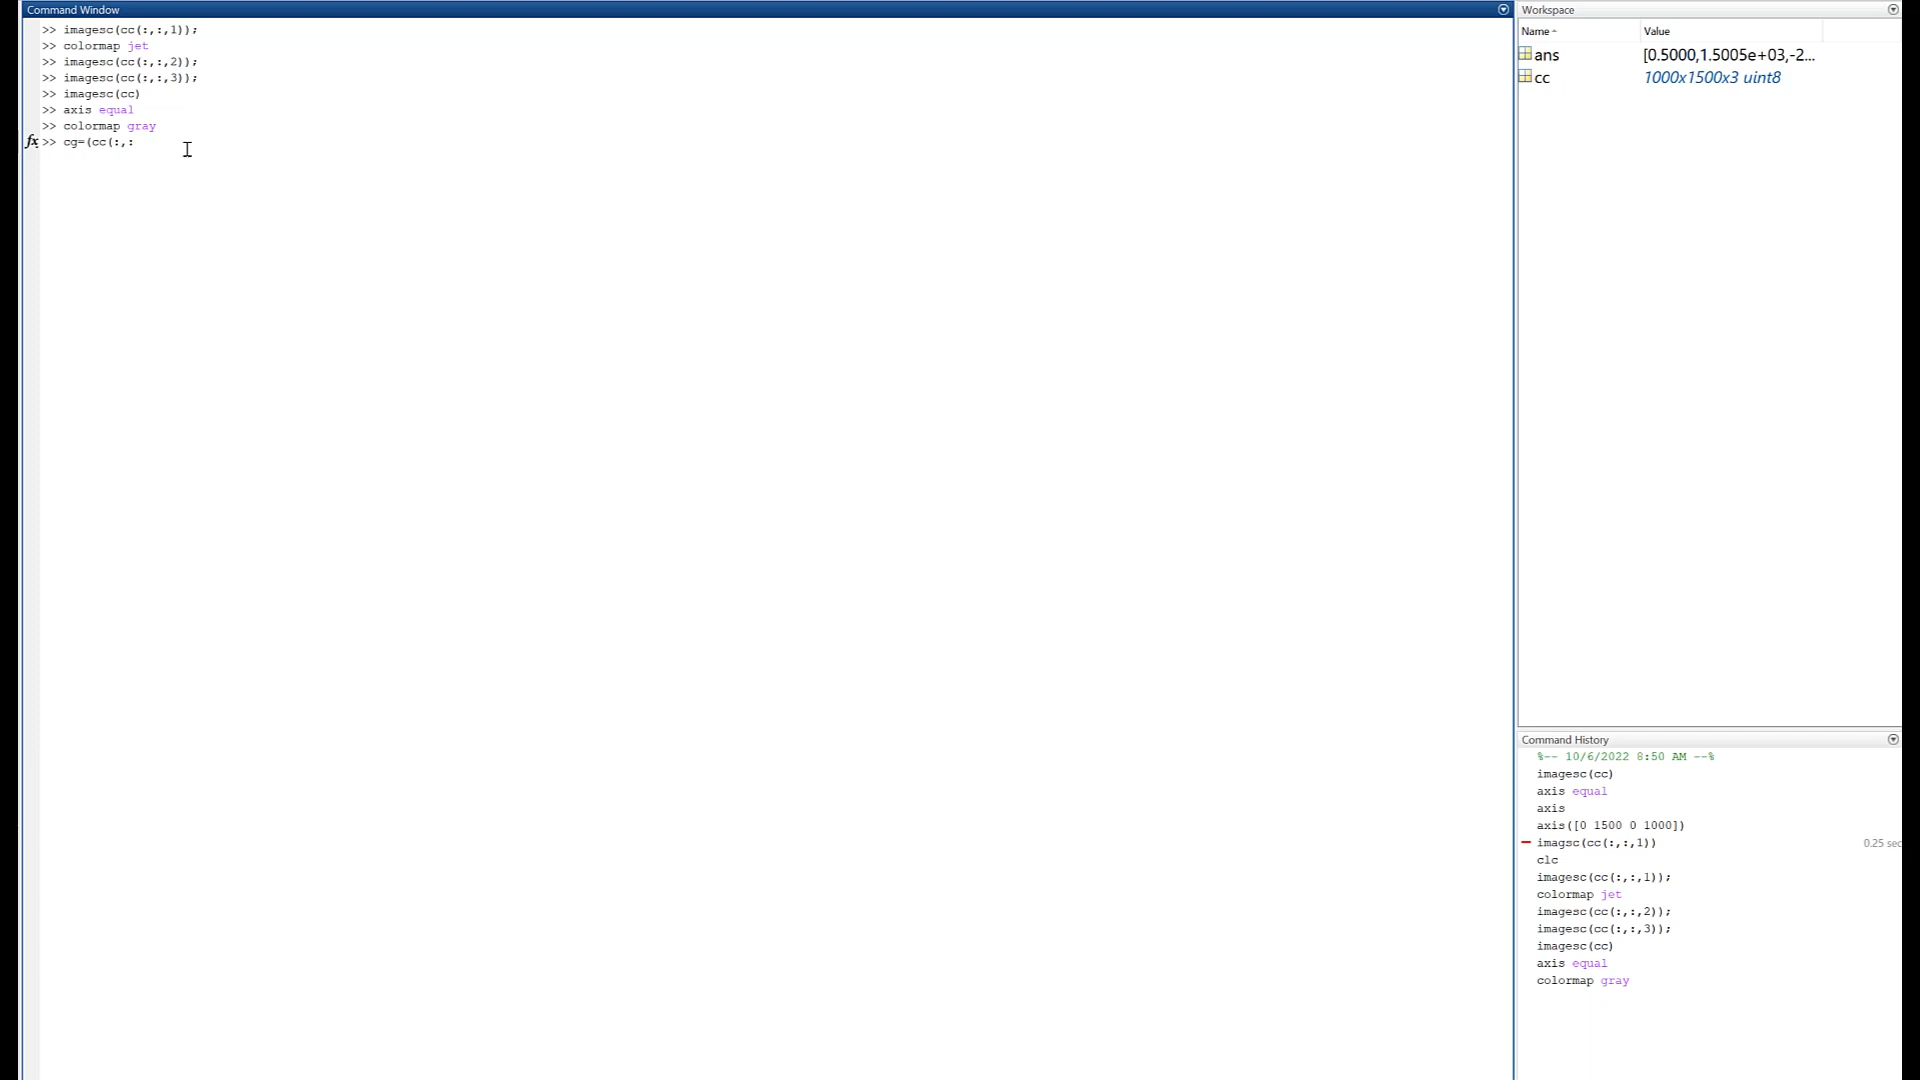 Command Window
>> imagesc(cc(:,:,1));
>> colormap jet
>> imagesc(cc(:,:,2));
>> imagesc(cc(:,:,3));
>> imagesc(cc)
>> axis equal
>> colormap gray
fx >> cg=(cc(:,:
Workspace
Name Value
ans [0.5000,1.5005e+03,-2...
cc 1000x1500x3 uint8
Command History
%-- 10/6/2022 8:50 AM --%
imagesc(cc)
axis equal
axis
axis([0 1500 0 1000])
imagsc(cc(:,:,1)) 0.25 sec
clc
imagesc(cc(:,:,1));
colormap jet
imagesc(cc(:,:,2));
imagesc(cc(:,:,3));
imagesc(cc)
axis equal
colormap gray